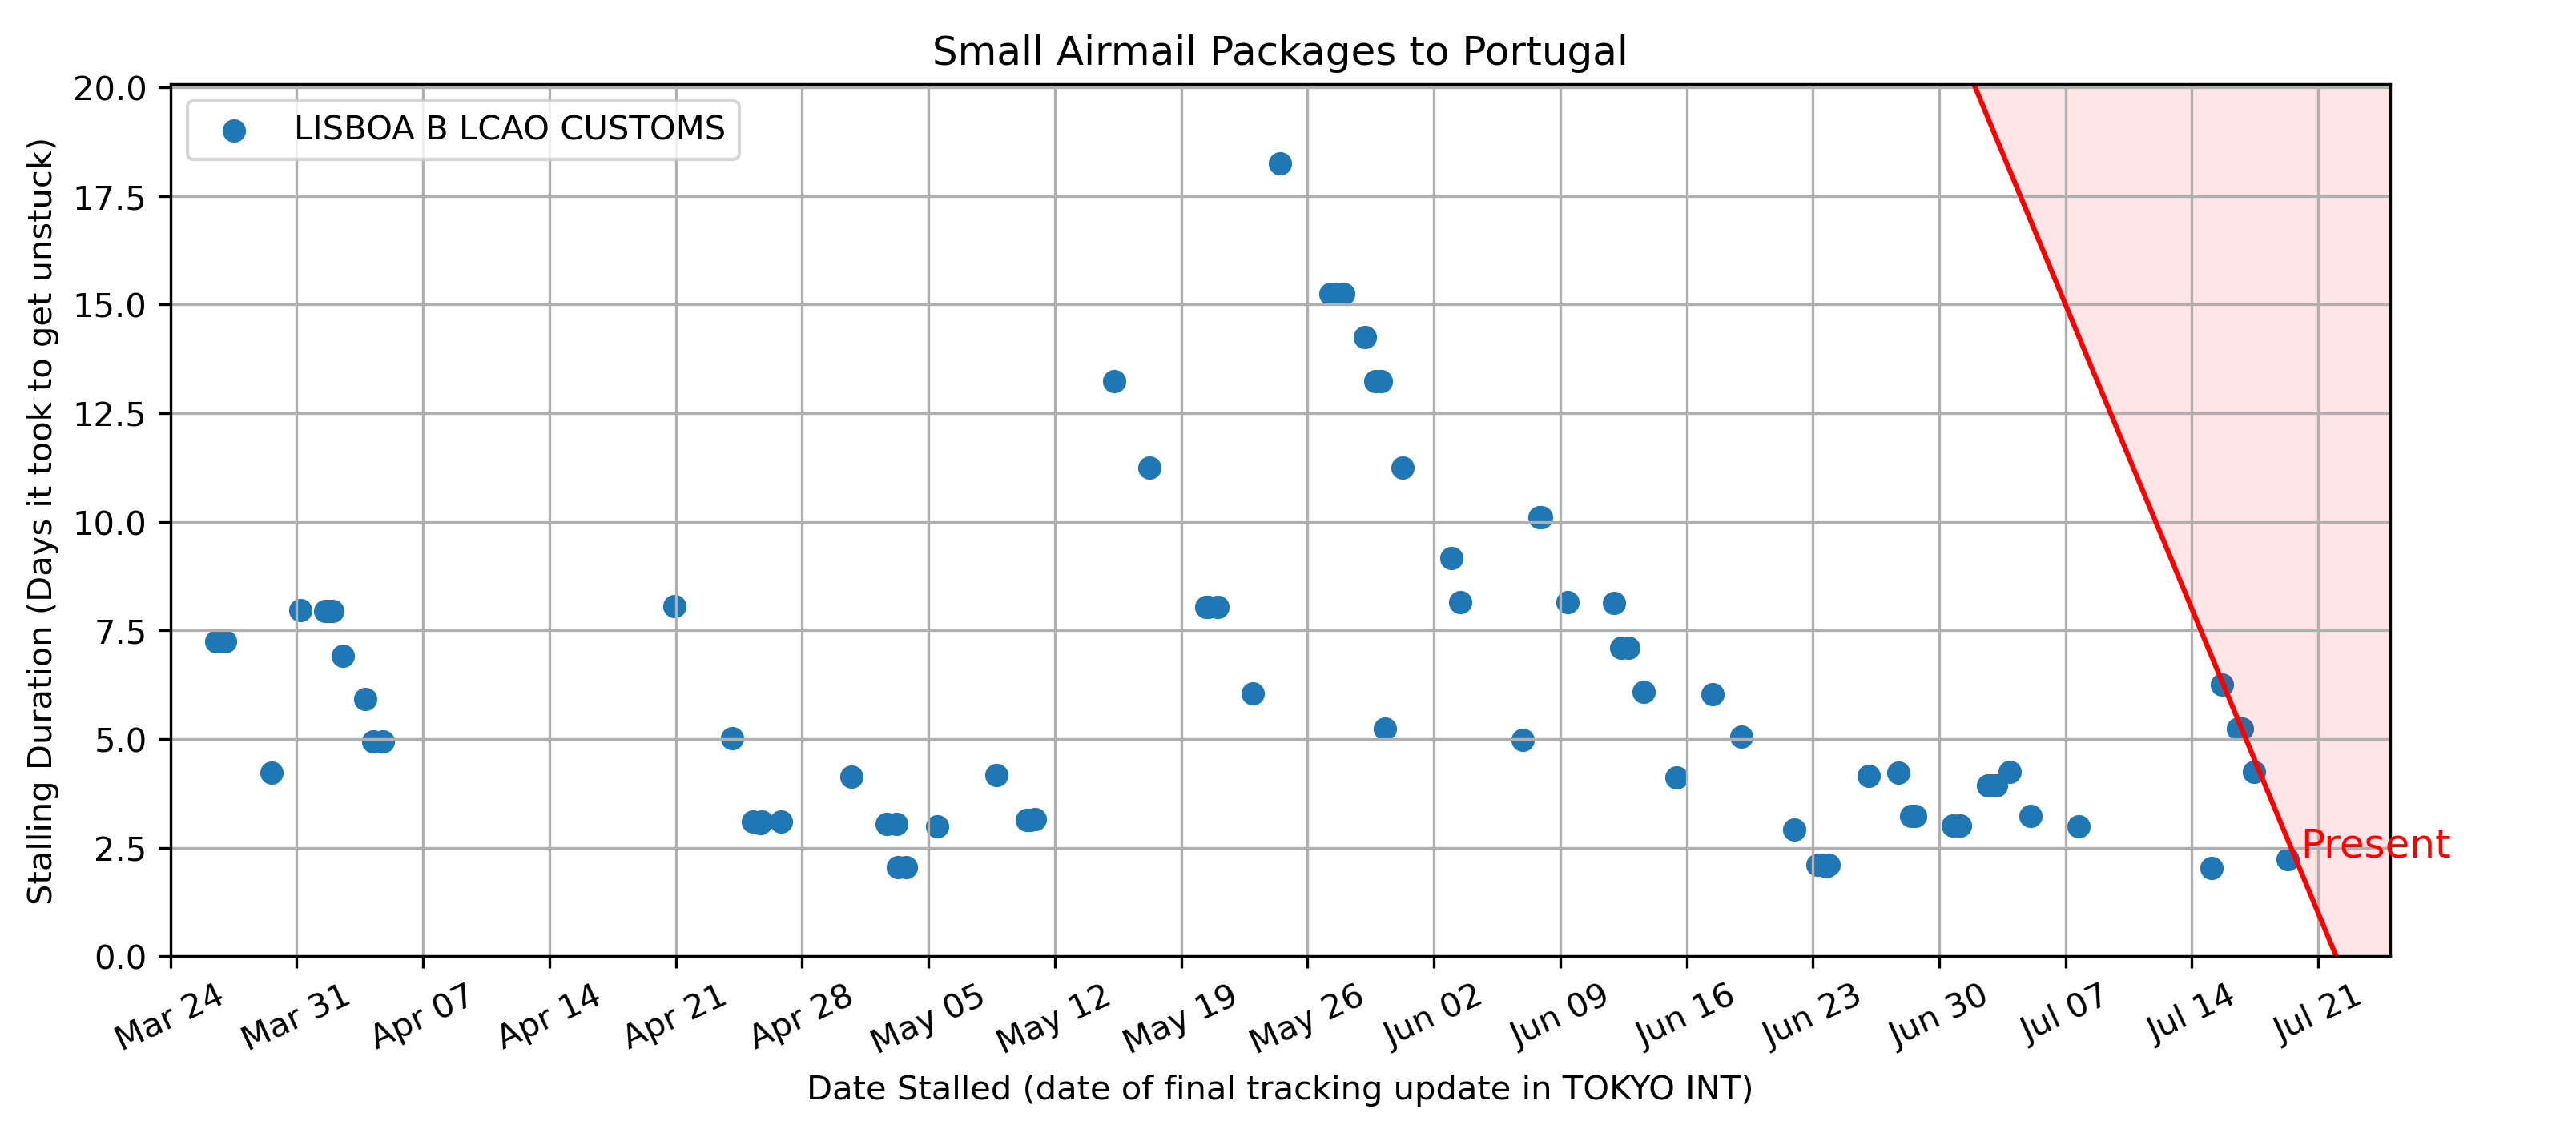 Small Airmail Packages to Portugal
LISBOA B LCAO CUSTOMS
Stalling Duration (Days it took to get unstuck)
20.0
17.5
15.0
12.5
10.0
7.5
5.0
2.5
0.0
Present
Mar 24
Mar 31
Apr 07
Apr 14
Apr 21
Apr 28
May 05
May 12
May 19
May 26
Jun 02
Jun 09
Jun 16
Jun 23
Jun 30
Jul 07
Jul 14
Jul 21
Date Stalled (date of final tracking update in TOKYO INT)